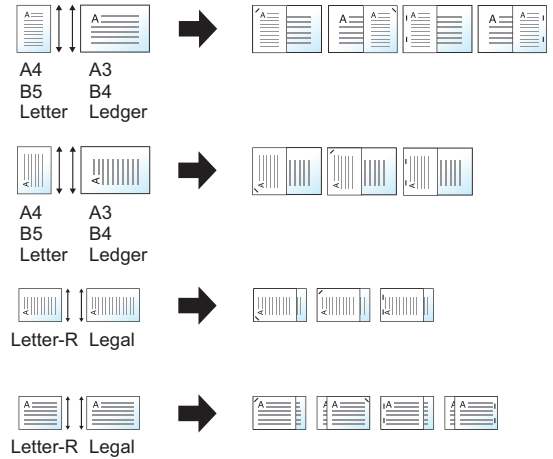 A A A A A A
A4 A3
B5 B4
Letter Ledger
A A A A A
A4 A3
B5 B4
Letter Ledger
A A A A A
Letter-R Legal
A A A A A A A A
Letter-R Legal